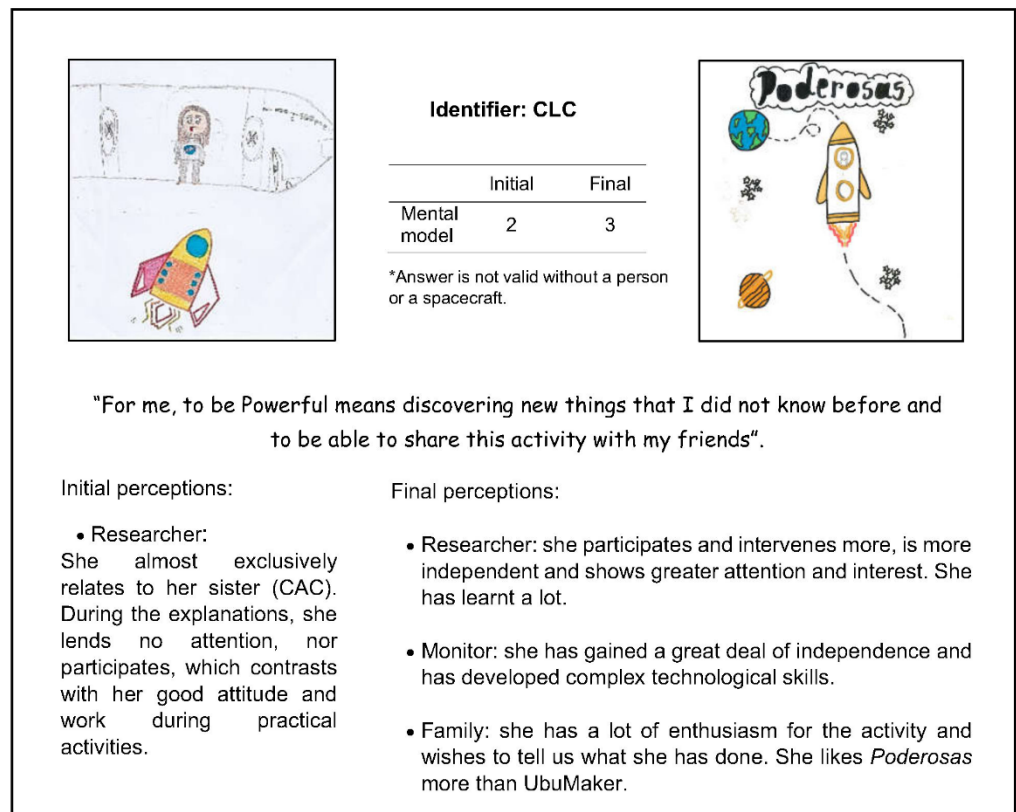 Poderosas
Identifier: CLC
Initial Final
Mental model 2 3
*Answer is not valid without a person
or a spacecraft.
“For me, to be Powerful means discovering new things that I did not know before and
to be able to share this activity with my friends”.
Initial perceptions:
• Researcher:
She almost exclusively
relates to her sister (CAC).
During the explanations, she
lends no attention, nor
participates, which contrasts
with her good attitude and
work during practical
activities.
Final perceptions:
• Researcher: she participates and intervenes more, is more
independent and shows greater attention and interest. She
has learnt a lot.
• Monitor: she has gained a great deal of independence and
has developed complex technological skills.
• Family: she has a lot of enthusiasm for the activity and
wishes to tell us what she has done. She likes Poderosas
more than UbuMaker.